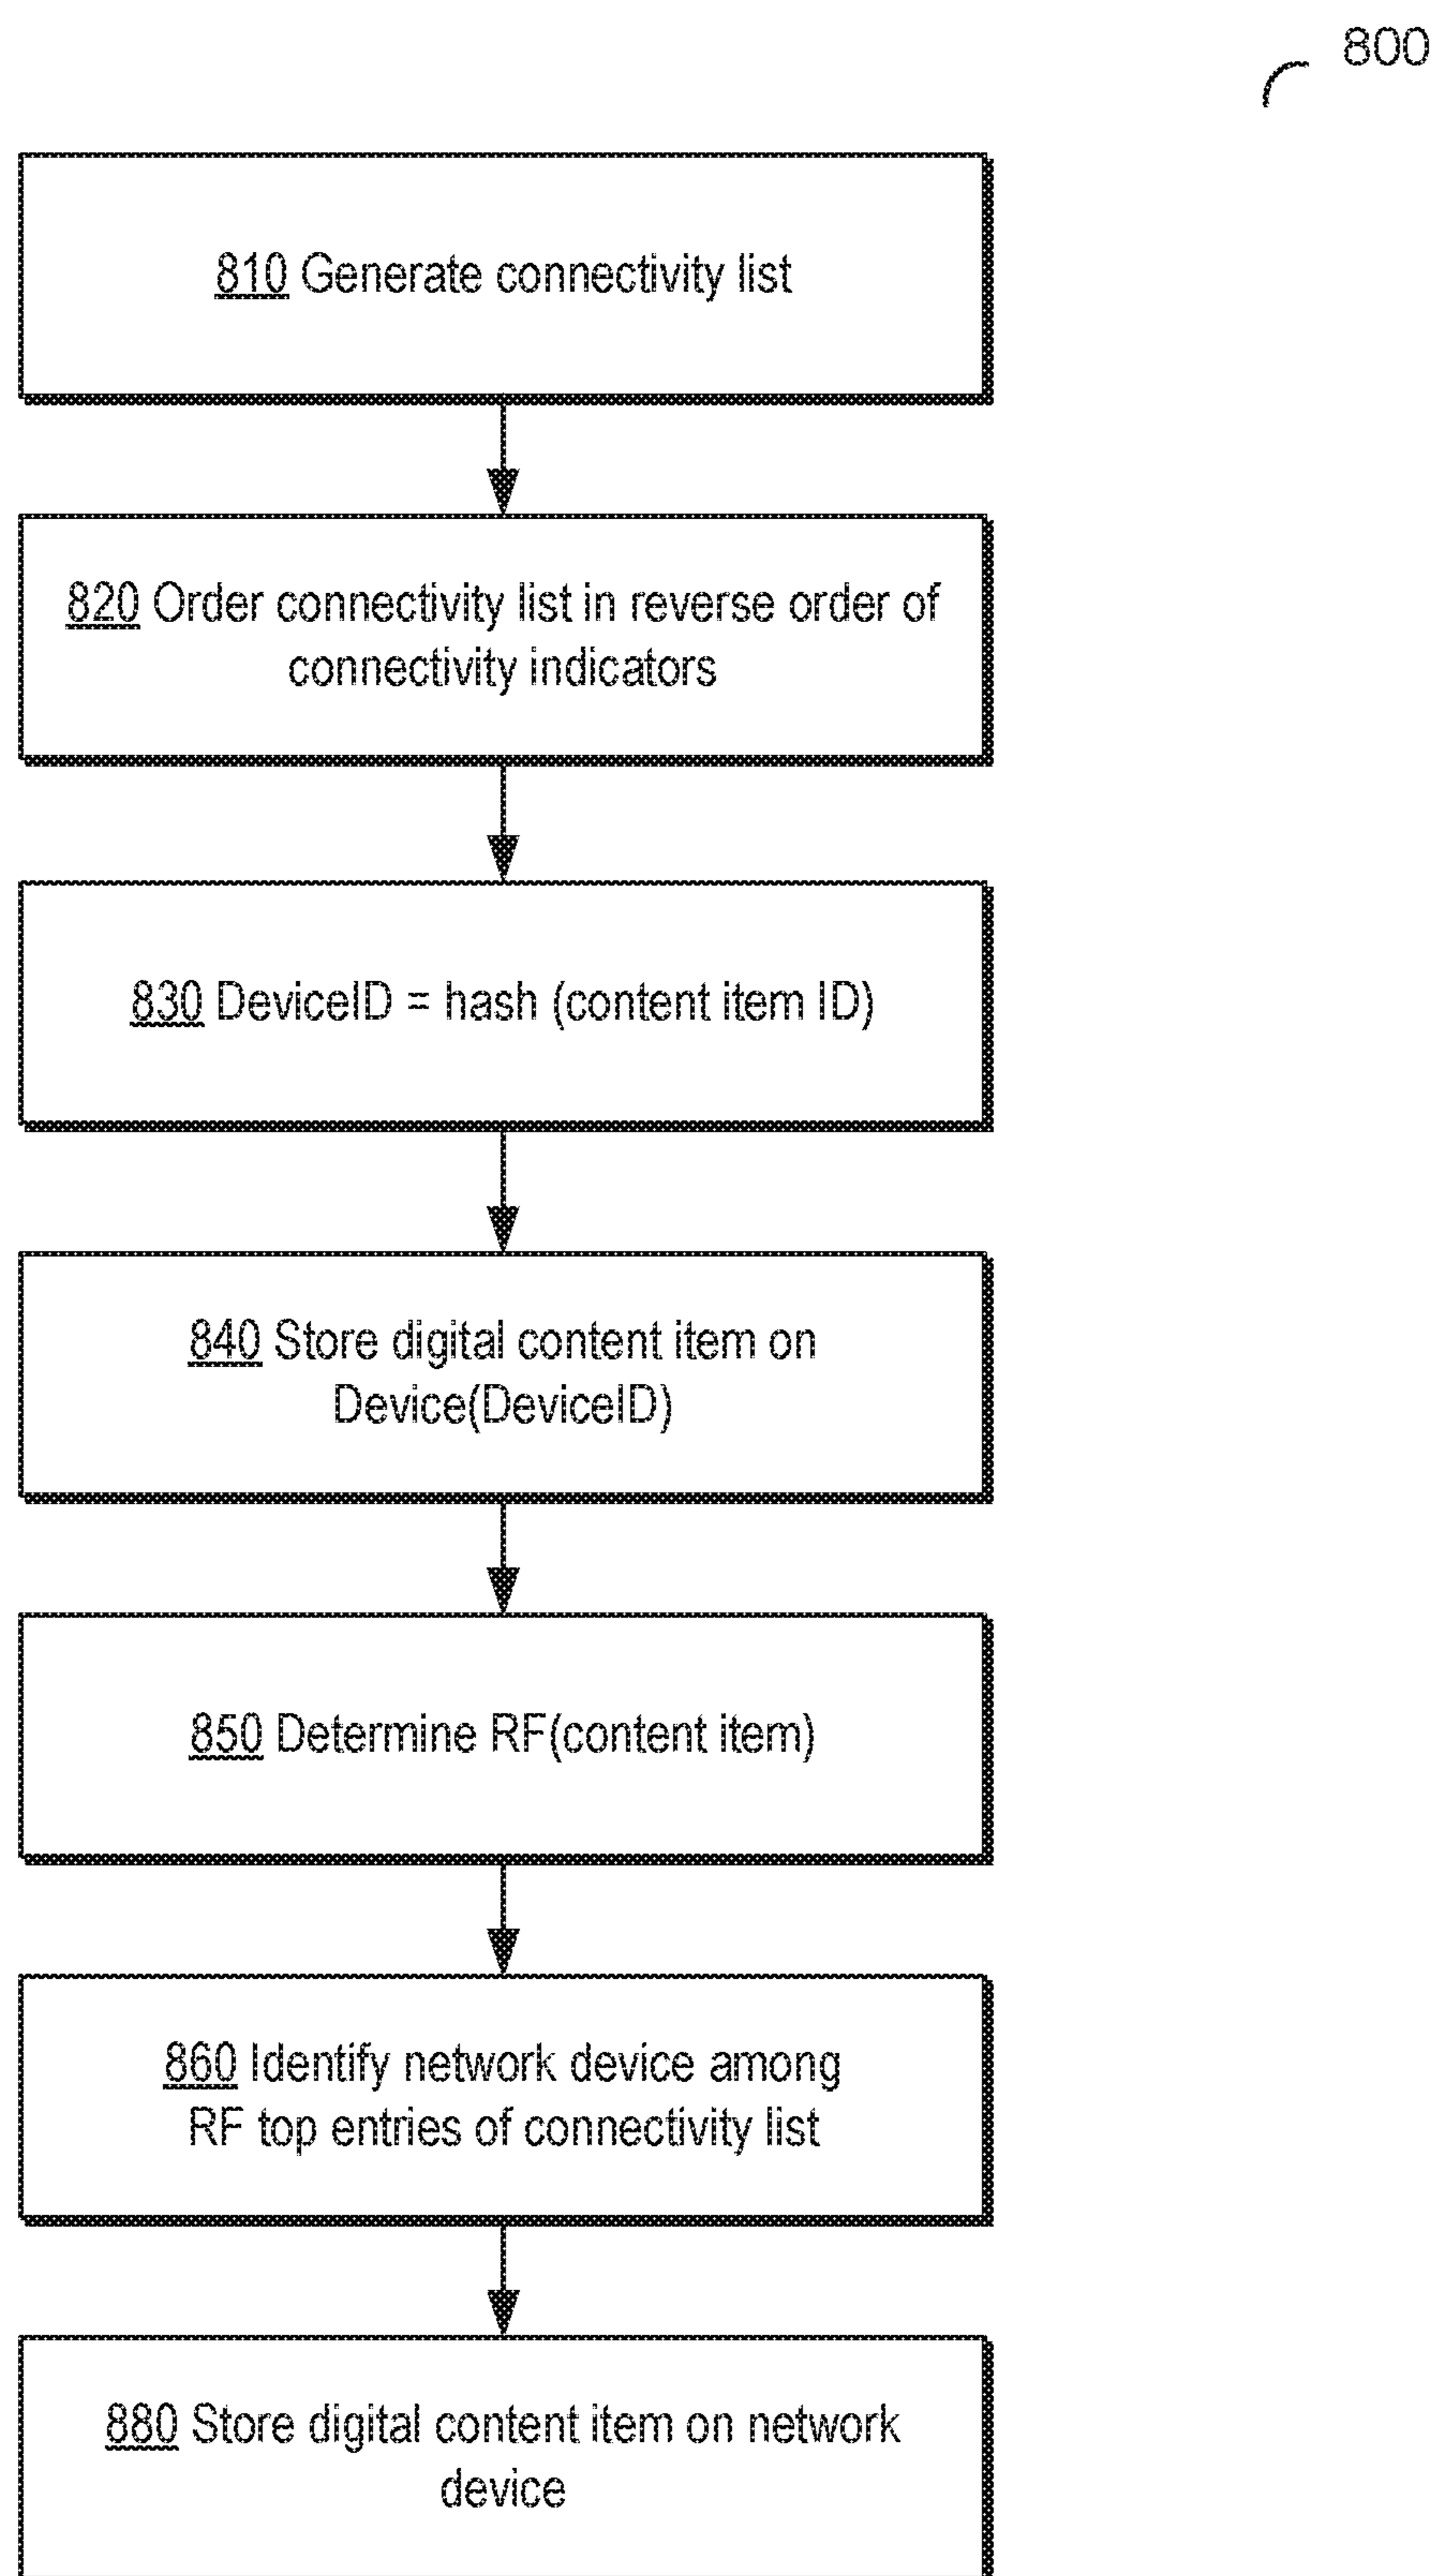 800
810 Generate connectivity list
820 Order connectivity list in reverse order of
connectivity indicators
830 DeviceID = hash (content item ID)
840 Store digital content item on
Device(DeviceID)
850 Determine RF(content item)
860 Identify network device among
RF top entries of connectivity list
880 Store digital content item on network
device